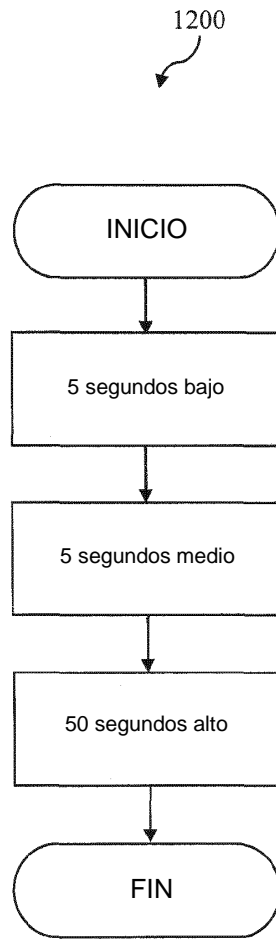 1200
INICIO
5 segundos bajo
5 segundos medio
50 segundos alto
FIN